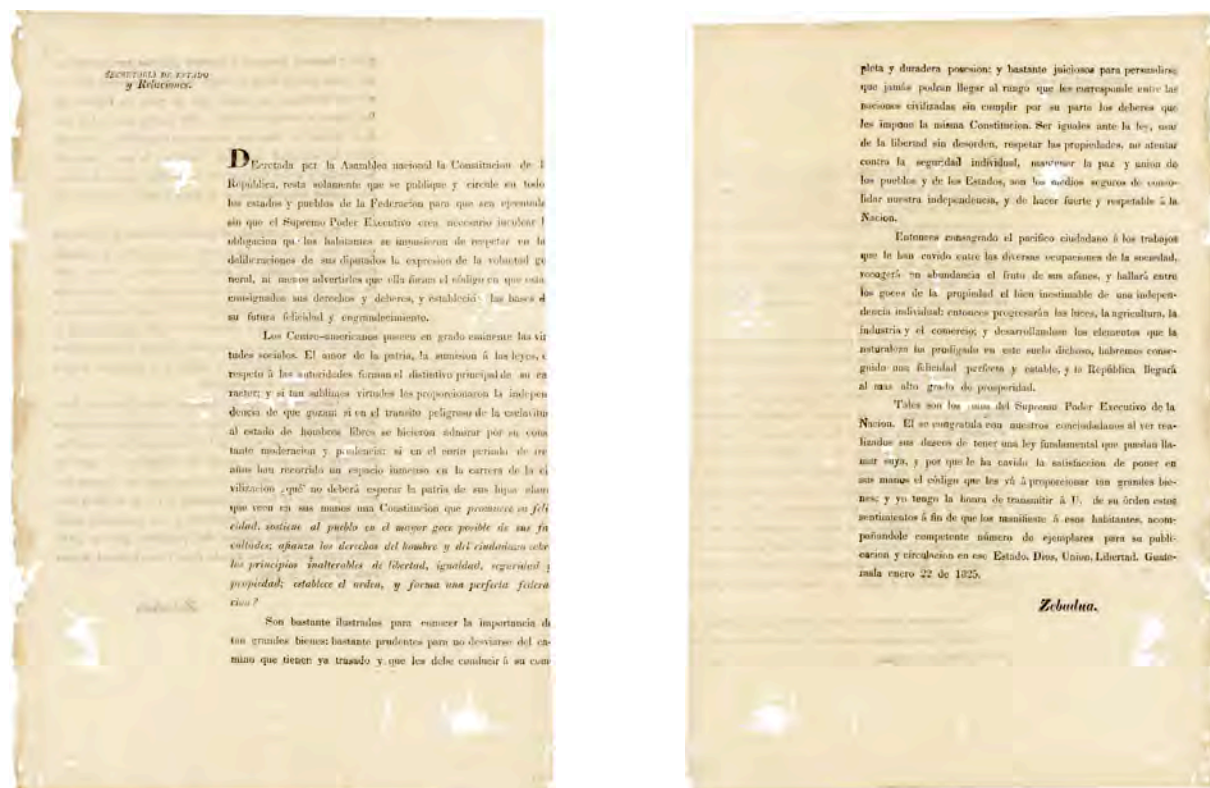 SECRETARIA DE ESTADO
y Relaciones.
DEcretada por la Asamblea nacional la Constitucion de l
República, resta solamente que se publique y circule en todo
los estados y pueblos de la Federacion para que sea ejecutada
sin que el Supremo Poder Executivo crea necesario inculcar l
obligacion que los habitantes se impusieron de respetar en la
deliberaciones de sus diputados la expresion de la voluntad ge
neral, ni menos advertirles que ella forma el código en que estan
consignados sus derechos y deberes, y establecid las bases d
su futura felicidad y engrandecimiento.
Los Centro-americanos poseen en grado eminente las vir
tudes sociales. El amor de la patria, la sumision á las leyes, e
respeto á las autoridades forman el distintivo principal de su ca
racter; y si tan sublimes virtudes les proporcionaron la indepen
dencia de que gozan: si en el transito peligroso de la esclavitu
al estado de hombres libres se hicieron admirar por su cons
tante moderacion y prudencia: si en el corto periodo de tre
años han recorrido un espacio inmenso en la carrera de la ci
vilizacion ¿qué no deberá esperar la patria de sus hijos ahora
que veen en sus manos una Constitucion que promueve su feli
cidad, sostiene al pueblo en el mayor goce posible de sus fa
cultades; afianza los derechos del hombre y del ciudadano sobr
los principios inalterables de libertad, igualdad, seguridad y
propiedad; establece el orden, y forma una perfecta federa
cion?
Son bastante ilustrados para conocer la importancia de
tan grandes bienes: bastante prudentes para no desviarse del ca-
mino que tienen ya trasado y que les debe conducir á su com
pleta y duradera posesion; y bastante juiciosos para persuadirse
que jamás podran llegar al rango que les corresponde entre las
naciones civilizadas sin cumplir por su parte los deberes que
les impone la misma Constitucion. Ser iguales ante la ley, usar
de la libertad sin desorden, respetar las propiedades, no atentar
contra la seguridad individual, mantener la paz y union de
los pueblos y de los Estados, son los medios seguros de conso-
lidar nuestra independencia, y de hacer fuerte y respetable á la
Nacion.
Entonces consagrado el pacifico ciudadano á los trabajos
que le han cavido entre las diversas ocupaciones de la sociedad,
recogerá en abundancia el fruto de sus afanes, y hallará entre
los goces de la propiedad el bien inestimable de una indepen-
dencia individual: entonces progresarán las luces, la agricultura, la
industria y el comercio; y desarrollandose los elementos que la
naturaleza ha prodigado en este suelo dichoso, habremos conse-
guido una felicidad perfecta y estable, y la República llegará
al mas alto grado de prosperidad.
Tales son los del Supremo Poder Executivo de la
Nacion. El se congratula con nuestros conciudadanos al ver rea-
lizados sus deseos de tener una ley fundamental que puedan lla-
mar suya, y por que le ha cavido la satisfaccion de poner en
sus manos el código que les vá á proporcionar tan grandes bie-
nes; y yo tengo la honra de transmitir á U. de su órden estos
sentimientos á fin de que los manifieste á esos habitantes, acom-
pañandole competente número de ejemplares para su publi-
cacion y circulacion en ese Estado. Dios, Union, Libertad. Guate-
mala enero 22 de 1825.
Zebadua.